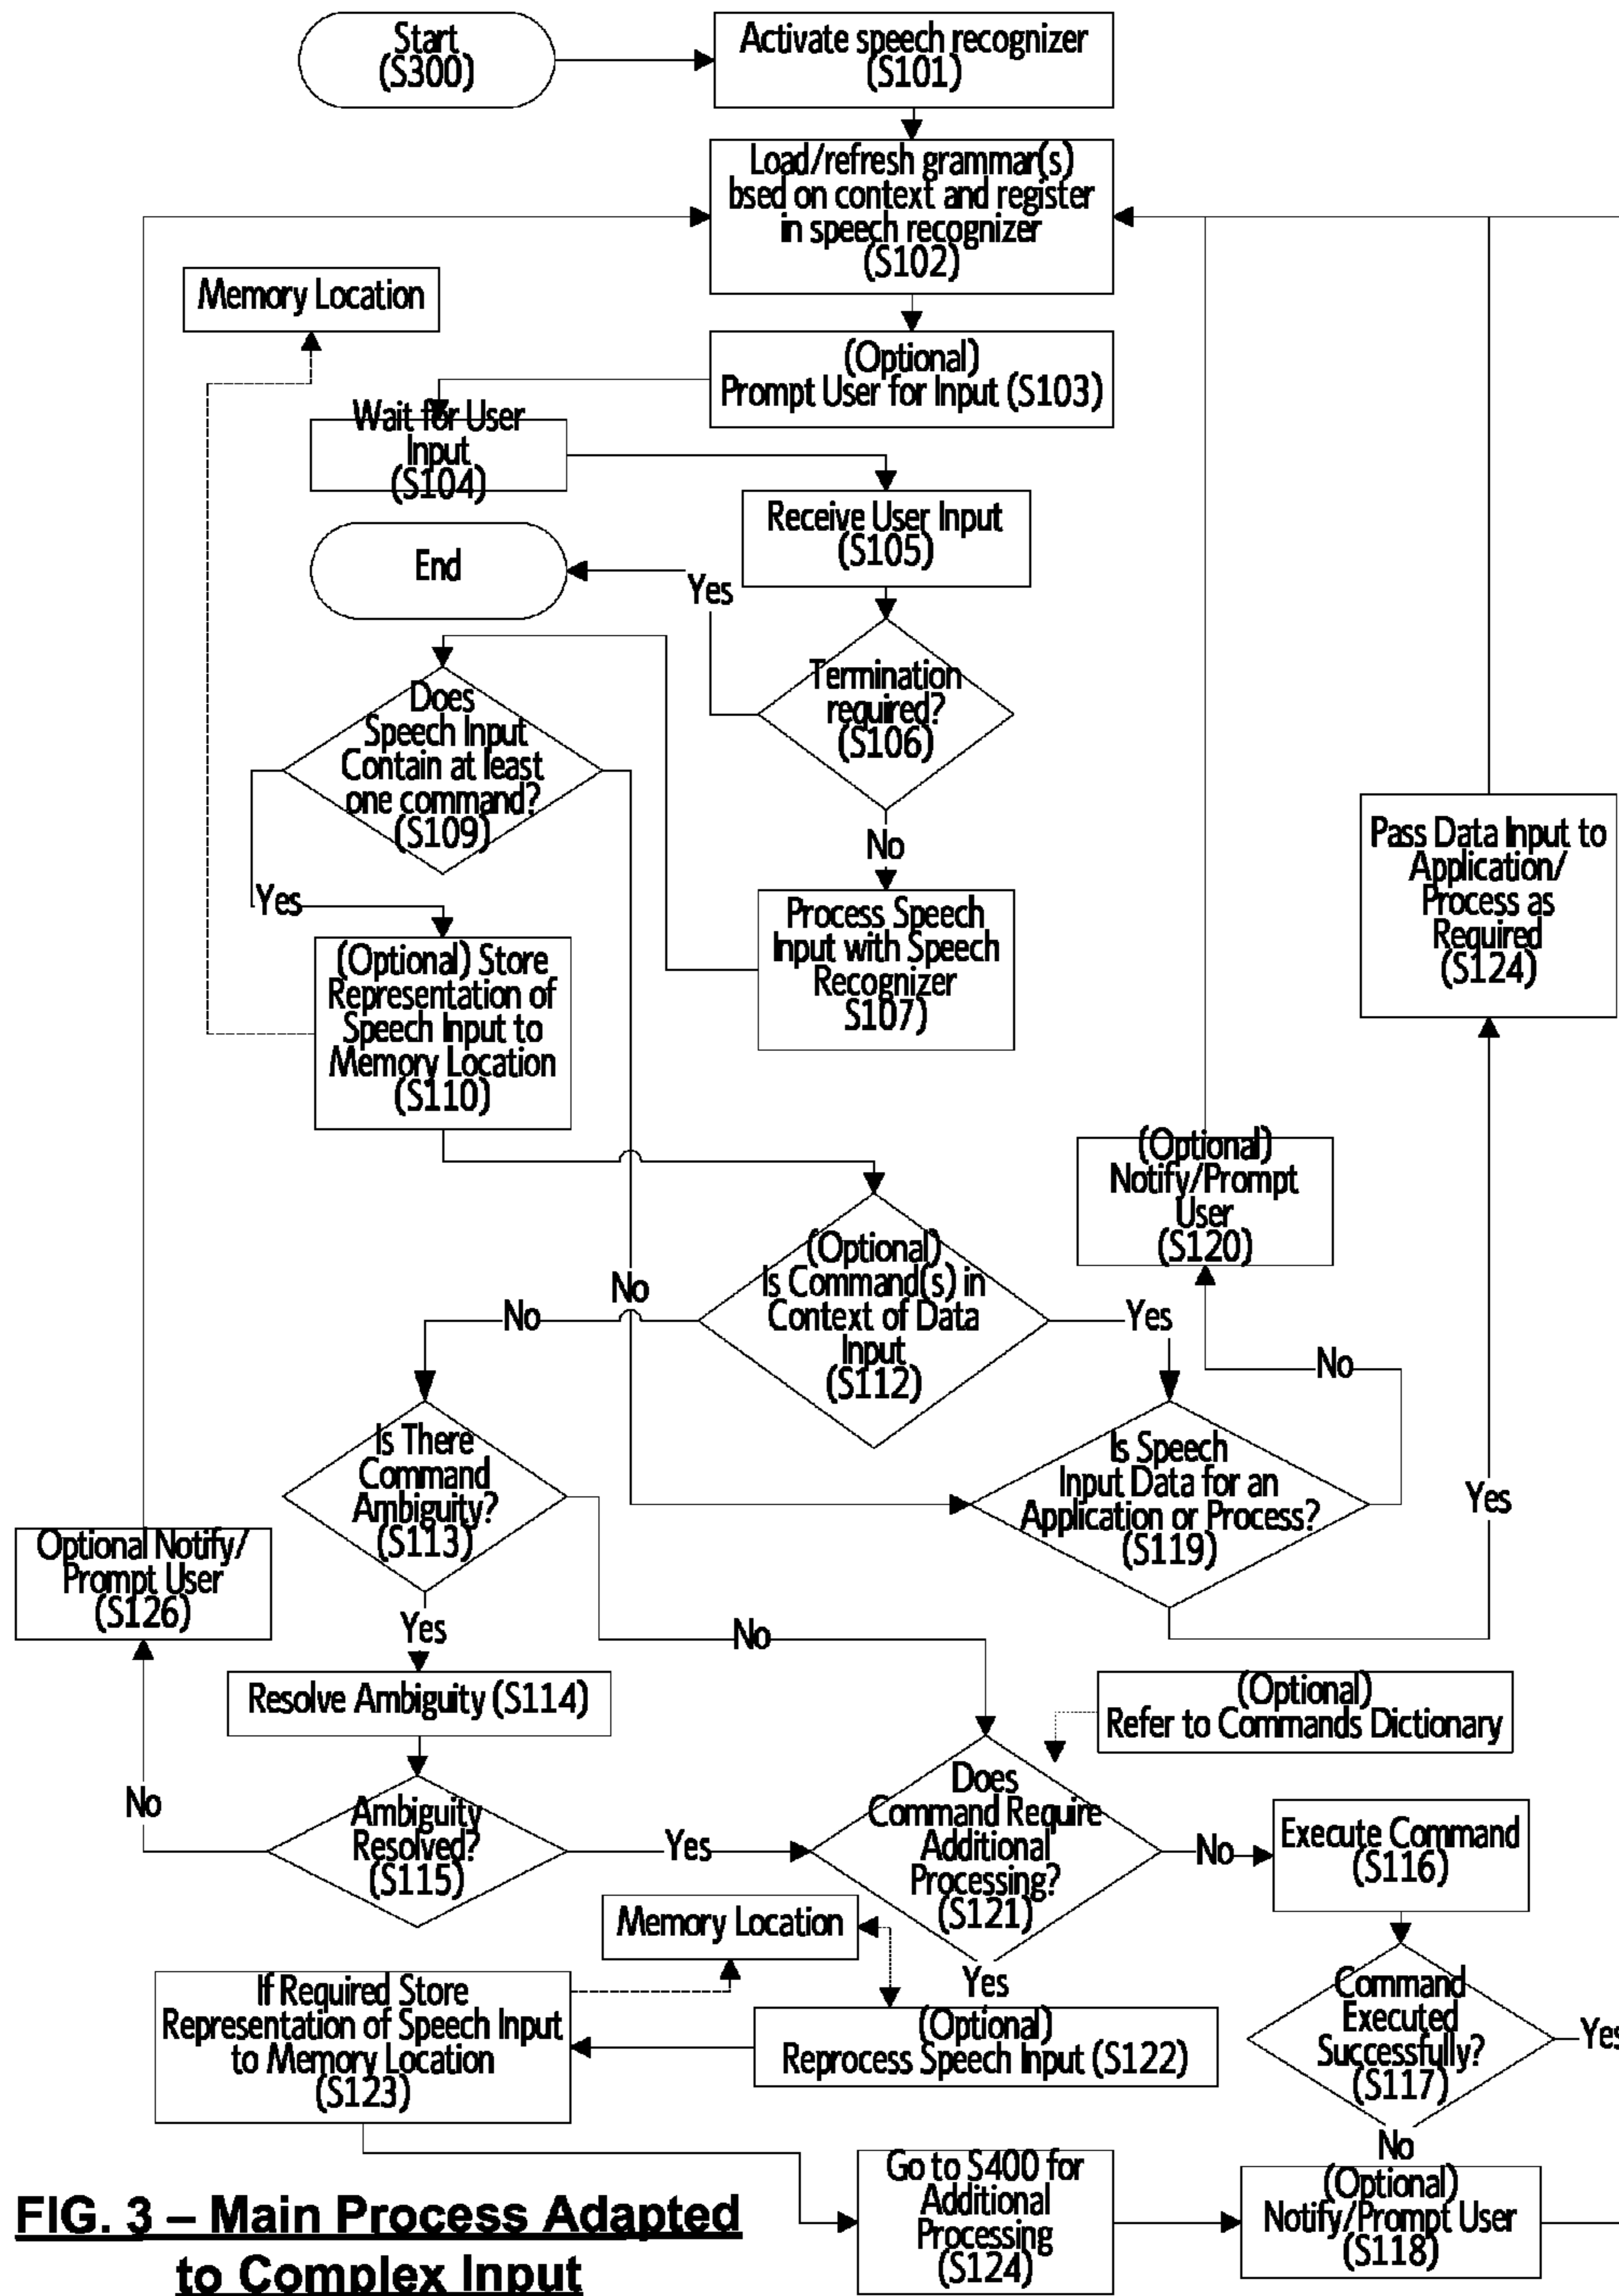 Start
(S300)
Activate speech recognizer
(S101)
Load/refresh grammar(s)
bsed on context and register
in speech recognizer
(S102)
Memory Location
(Optional)
Prompt User for Input (S103)
Wait for User
Input
(S104)
Receive User Input
(S105)
End
Yes
Termination
required?
(S106)
Does
Speech Input
Contain at least
one command?
(S109)
No
Yes
Process Speech
Input with Speech
Recognizer
S107)
Pass Data Input to
Application/
Process as
Required
(S124)
(Optional) Store
Representation of
Speech Input to
Memory Location
(S110)
(Optional)
Notify/Prompt
User
(S120)
(Optional)
Is Command(s) in
Context of Data
Input
(S112)
No
No
Yes
No
Is There
Command
Ambiguity?
(S113)
Is Speech
Input Data for an
Application or Process?
(S119)
Yes
Optional Notify/
Prompt User
(S126)
Yes
No
Resolve Ambiguity (S114)
(Optional)
Refer to Commands Dictionary
No
Ambiguity
Resolved?
(S115)
Yes
Does
Command Require
Additional
Processing?
(S121)
No
Execute Command
(S116)
Memory Location
Yes
If Required Store
Representation of Speech Input
to Memory Location
(S123)
(Optional)
Reprocess Speech Input (S122)
Command
Executed
Successfully?
(S117)
Yes
No
Go to S400 for
Additional
Processing
(S124)
(Optional)
Notify/Prompt User
(S118)
FIG. 3 – Main Process Adapted
to Complex Input